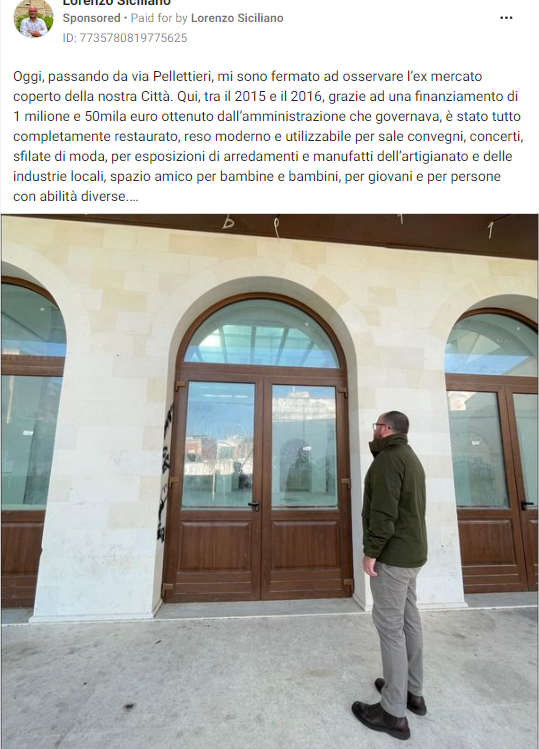 Lorenzo Siciliano
Sponsored • Paid for by Lorenzo Siciliano
ID: 7735780819775625
Oggi, passando da via Pellettieri, mi sono fermato ad osservare l'ex mercato
coperto della nostra Città. Qui, tra il 2015 e il 2016, grazie ad una finanziamento di
1 milione e 50mila euro ottenuto dall'amministrazione che governava, è stato tutto
completamente restaurato, reso moderno e utilizzabile per sale convegni, concerti,
sfilate di moda, per esposizioni di arredamenti e manufatti dell'artigianato e delle
industrie locali, spazio amico per bambine e bambini, per giovani e per persone
con abilità diverse....